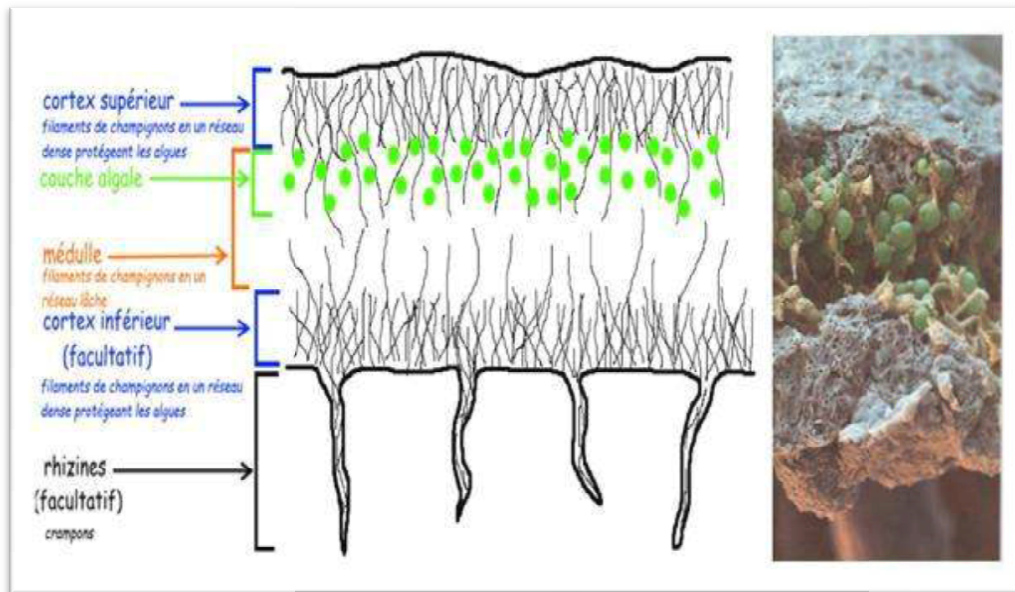 cortex supérieur
filaments de champignons en un réseau
dense protégeant les algues
couche algale
médulle
filaments de champignons en un
réseau lâche
cortex inférieur
(facultatif)
filaments de champignons en un réseau
dense protégeant les algues
rhizines
(facultatif)
crampons